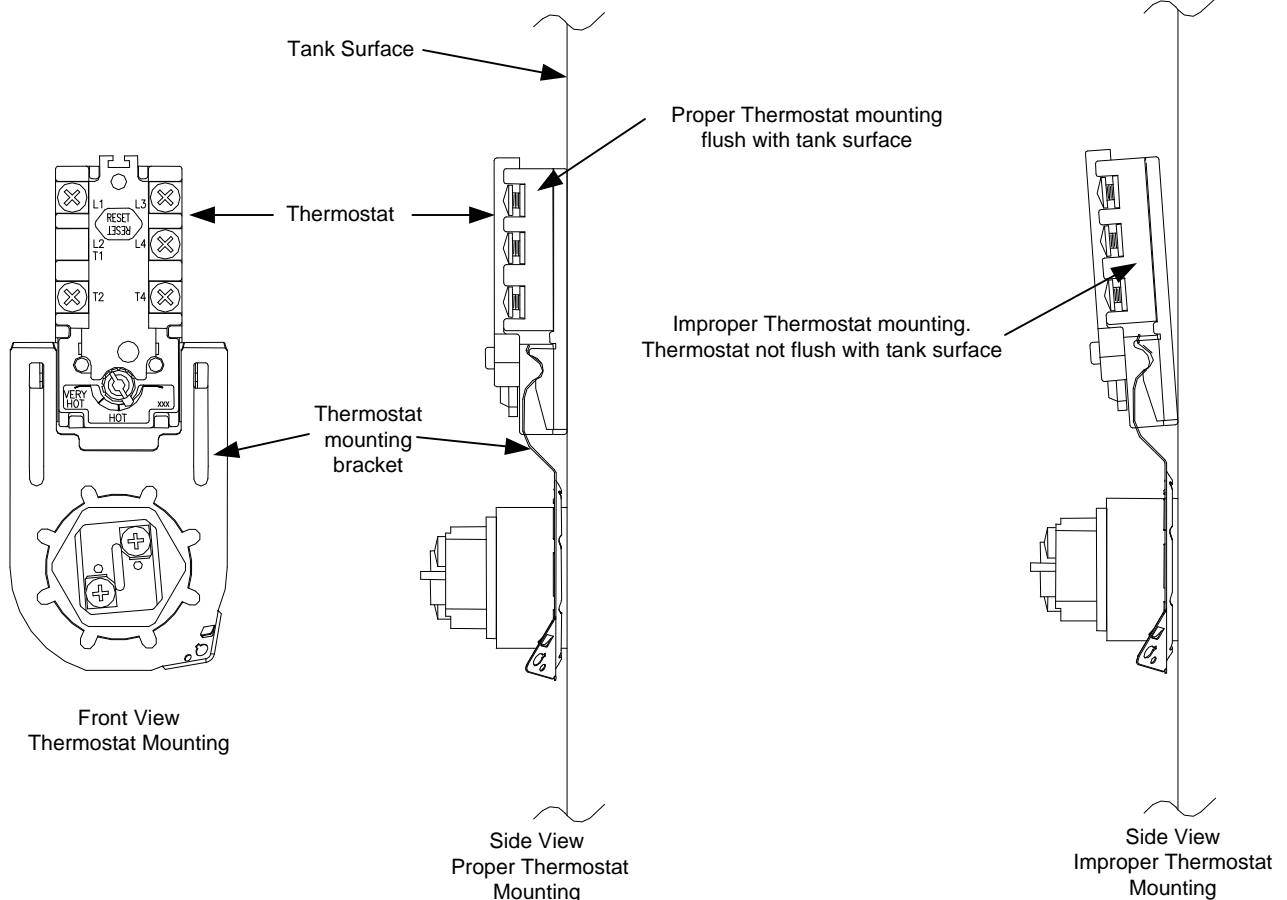 Tank Surface
Proper Thermostat mounting
flush with tank surface
L1
L3
RESET
RESET
Thermostat
L2
L4
T1
T2
T4
Improper Thermostat mounting.
Thermostat not flush with tank surface
VERY
HOT
xxx
HOT
Thermostat
mounting
bracket
Front View
Thermostat Mounting
Side View
Proper Thermostat
Mounting
Side View
Improper Thermostat
Mounting